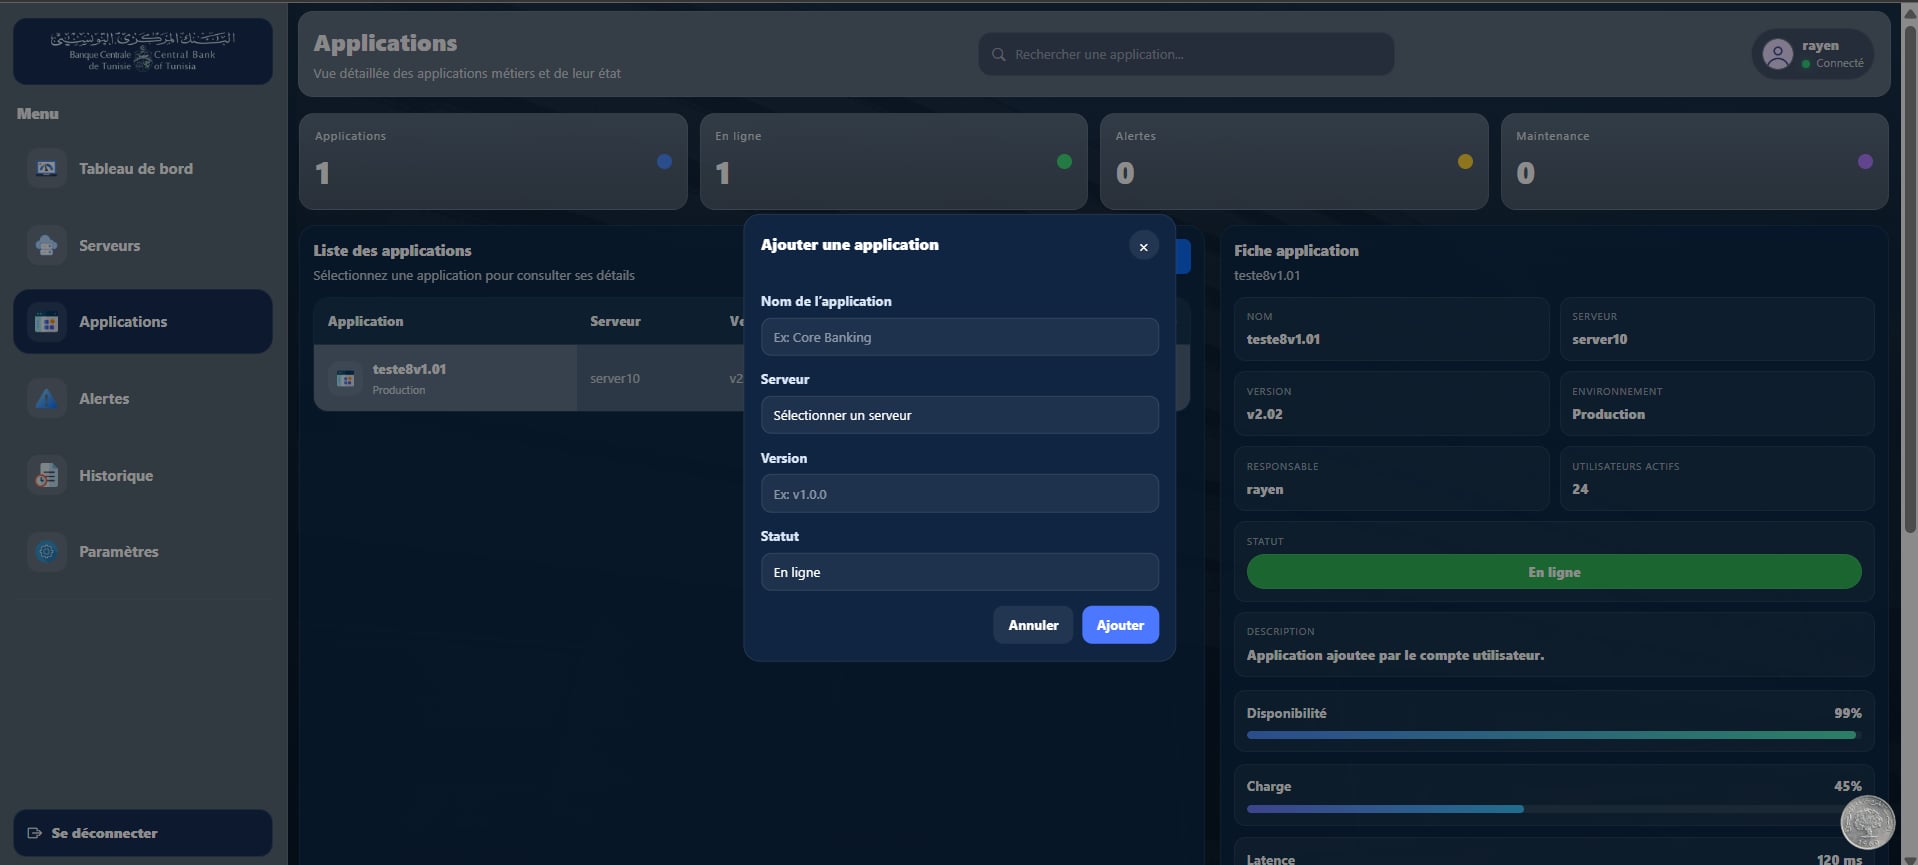 البنك المركزي التونسي
Banque Centrale Central Bank
de Tunisie of Tunisia
Menu
Tableau de bord
Serveurs
Applications
Alertes
Historique
Paramètres
Se déconnecter
Applications
Vue détaillée des applications métiers et de leur état
Rechercher une application...
rayen
Connecté
Applications
1
En ligne
1
Alertes
0
Maintenance
0
Liste des applications
Sélectionnez une application pour consulter ses détails
Application Serveur
teste8v1.01
Production
server10
Ajouter une application
×
Nom de l’application
Ex: Core Banking
Serveur
Sélectionner un serveur
Version
Ex: v1.0.0
Statut
En ligne
Annuler Ajouter
Fiche application
teste8v1.01
NOM
teste8v1.01
SERVEUR
server10
VERSION
v2.02
ENVIRONNEMENT
Production
RESPONSABLE
rayen
UTILISATEURS ACTIFS
24
STATUT
En ligne
DESCRIPTION
Application ajoutee par le compte utilisateur.
Disponibilité 99%
Charge 45%
Latence 120 ms